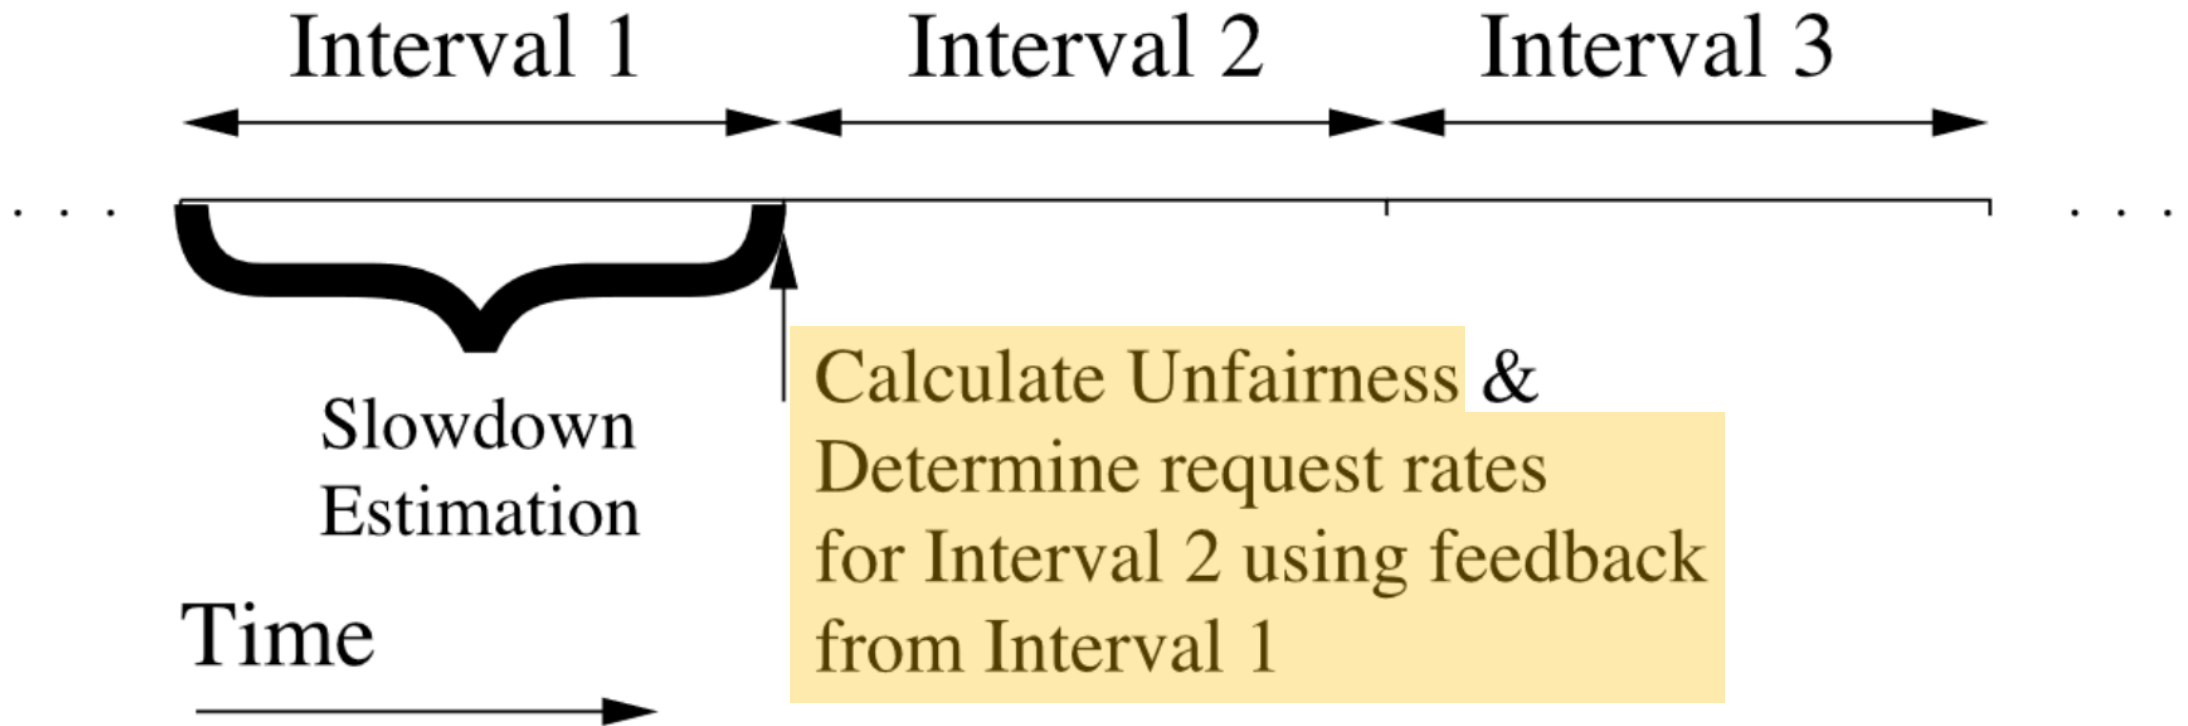 Interval 1 Interval 2 Interval 3
. . . . . .
Slowdown
Estimation
Calculate Unfairness &
Determine request rates
for Interval 2 using feedback
from Interval 1
Time